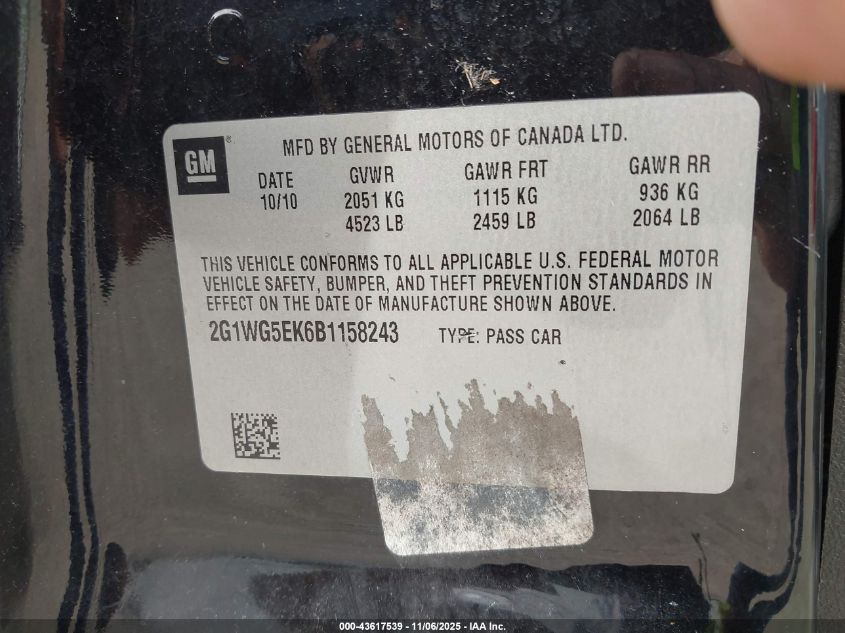 GM
®
MFD BY GENERAL MOTORS OF CANADA LTD.
DATE GVWR GAWR FRT GAWR RR
10/10 2051 KG 1115 KG 936 KG
4523 LB 2459 LB 2064 LB
THIS VEHICLE CONFORMS TO ALL APPLICABLE U.S. FEDERAL MOTOR
VEHICLE SAFETY, BUMPER, AND THEFT PREVENTION STANDARDS IN
EFFECT ON THE DATE OF MANUFACTURE SHOWN ABOVE.
2G1WG5EK6B1158243 TYPE: PASS CAR
000-43617539 - 11/06/2025 - IAA Inc.